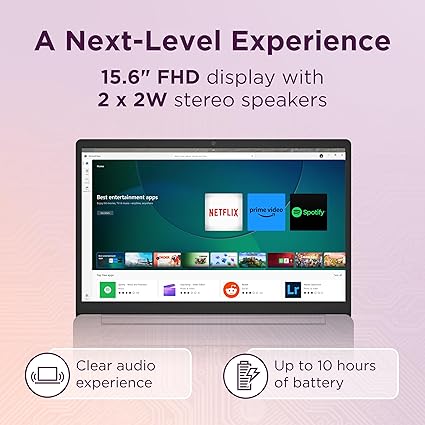 A Next-Level Experience
15.6" FHD display with
2 x 2W stereo speakers
Home
Best entertainment apps
NETFLIX
prime video
Spotify
Clear audio
experience
Up to 10 hours
of battery